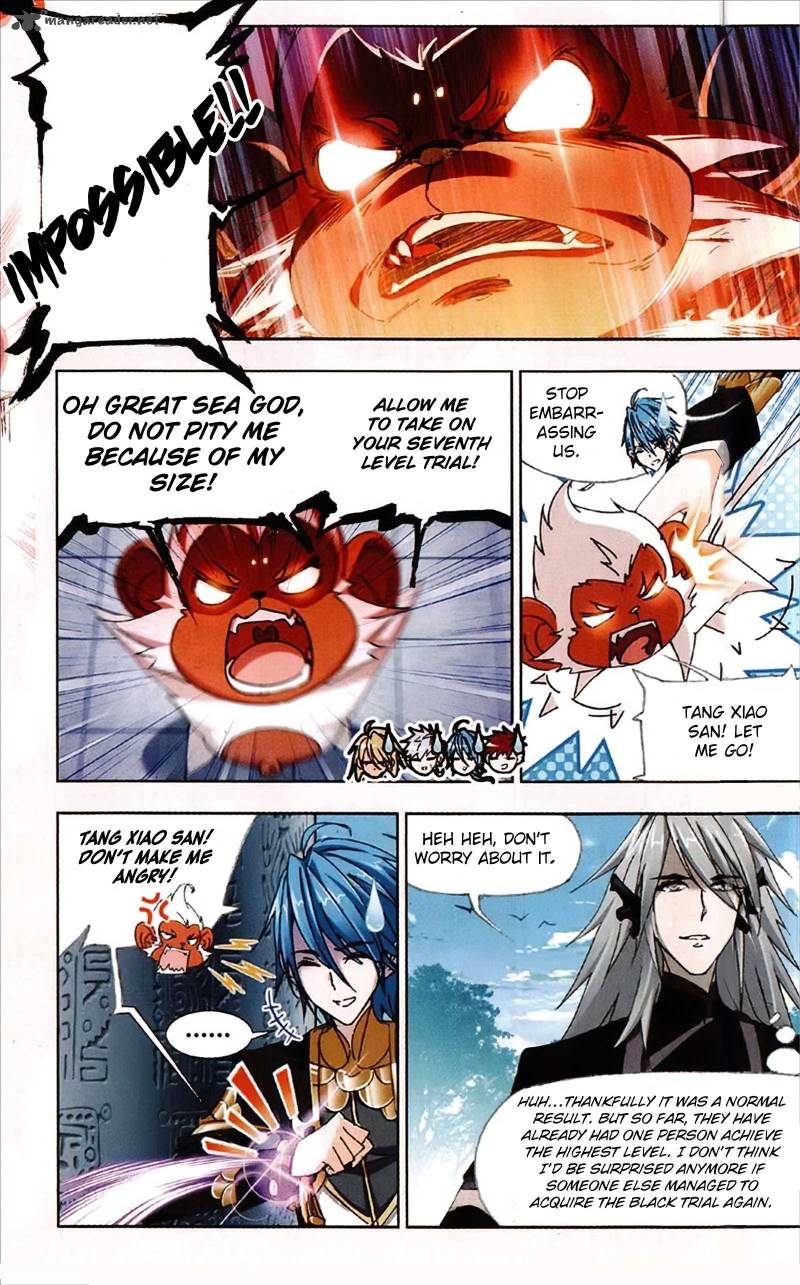 mangareader.net
IMPOSSIBLE!!
OH GREAT SEA GOD,
DO NOT PITY ME
BECAUSE OF MY
SIZE!
ALLOW ME
TO TAKE ON
YOUR SEVENTH
LEVEL TRIAL!
STOP
EMBARR-
ASSING
US.
TANG XIAO
SAN! LET
ME GO!
TANG XIAO SAN!
DON'T MAKE ME
ANGRY!
......
HEH HEH, DON'T
WORRY ABOUT IT.
HUH...THANKFULLY IT WAS A NORMAL
RESULT. BUT SO FAR, THEY HAVE
ALREADY HAD ONE PERSON ACHIEVE
THE HIGHEST LEVEL. I DON'T THINK
I'D BE SURPRISED ANYMORE IF
SOMEONE ELSE MANAGED TO
ACQUIRE THE BLACK TRIAL AGAIN.